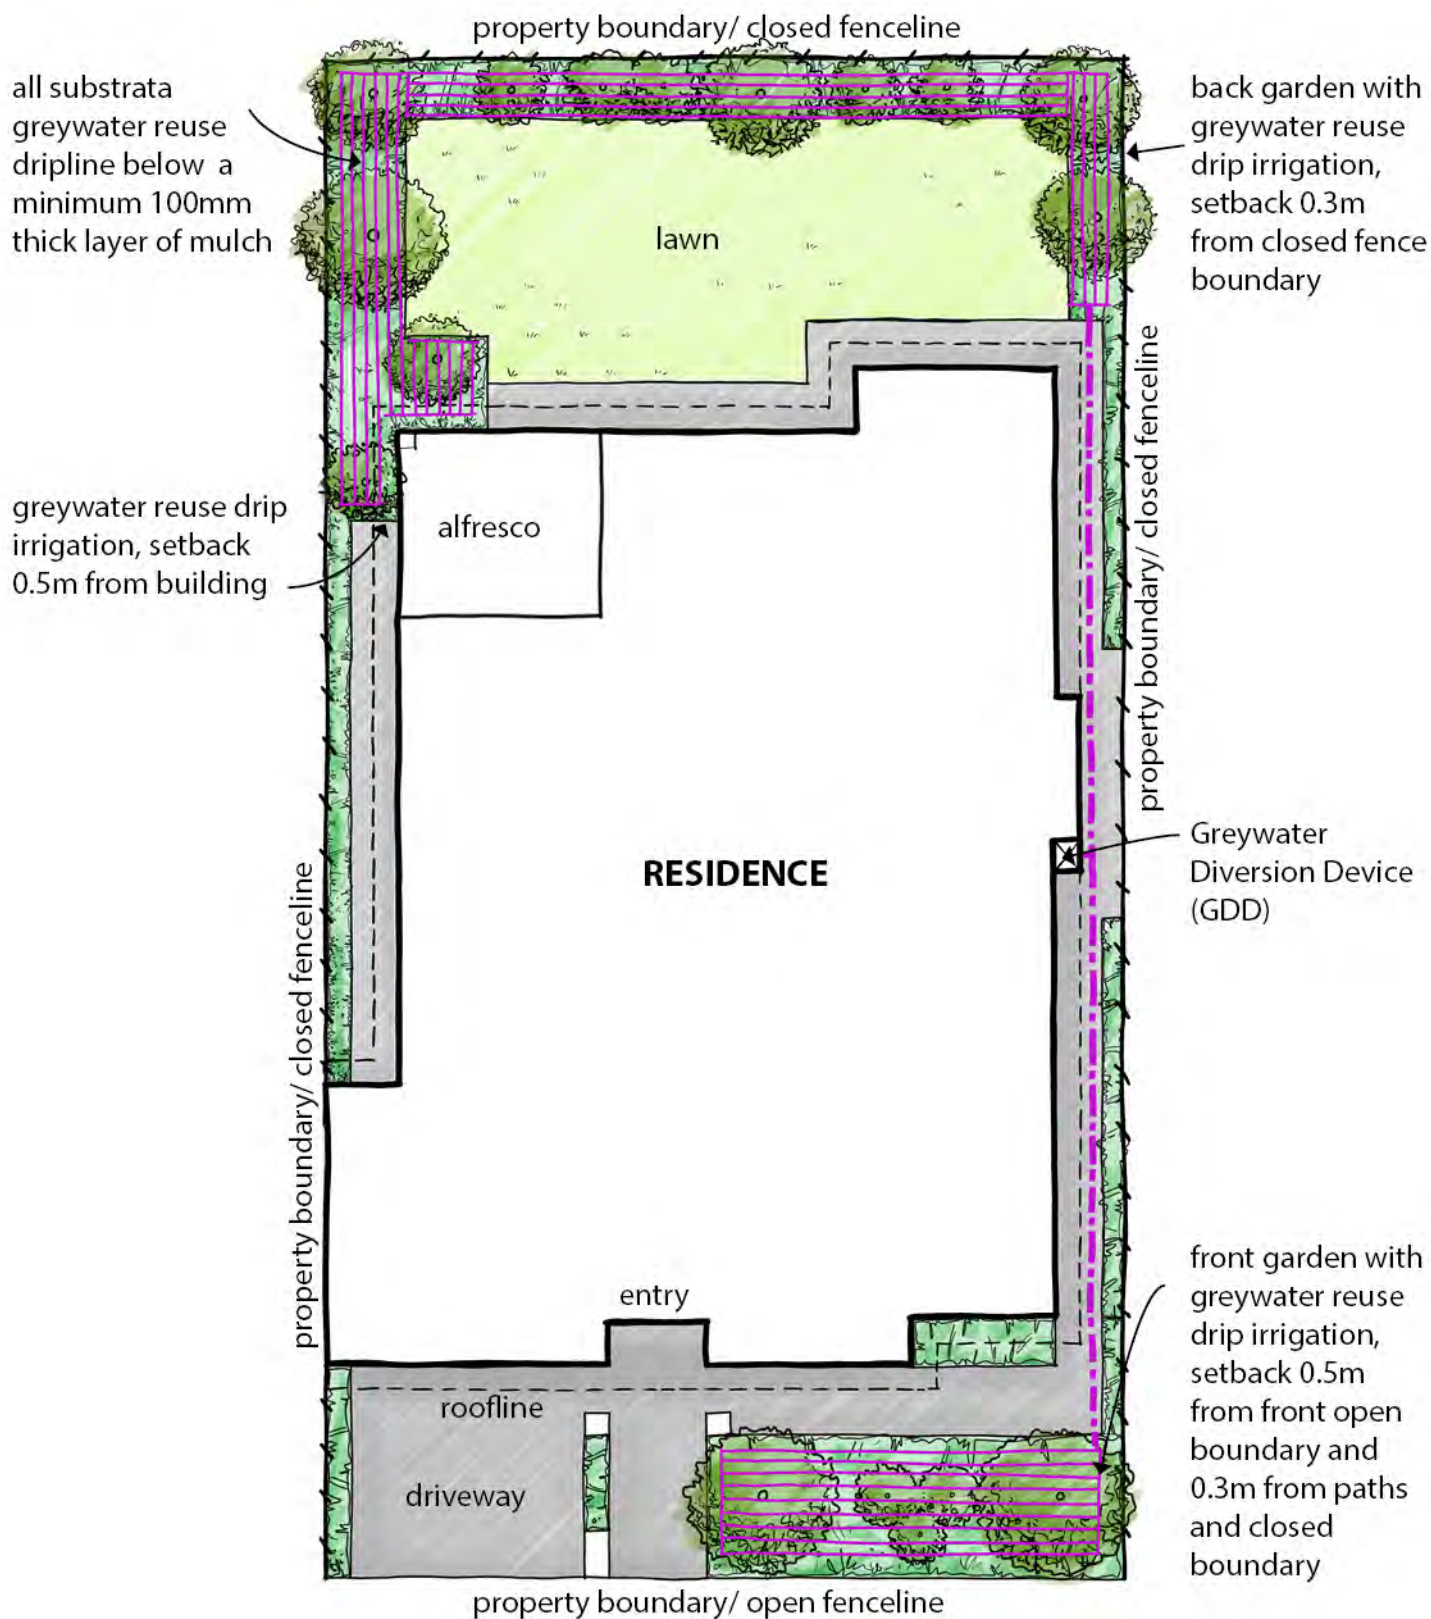 property boundary/ closed fenceline
all substrata
greywater reuse
dripline below a
minimum 100mm
thick layer of mulch
back garden with
greywater reuse
drip irrigation,
setback 0.3m
from closed fence
boundary
lawn
property boundary/ closed fenceline
greywater reuse drip
irrigation, setback
0.5m from building
alfresco
RESIDENCE
Greywater
Diversion Device
(GDD)
property boundary/ closed fenceline
entry
front garden with
greywater reuse
drip irrigation,
setback 0.5m
from front open
boundary and
0.3m from paths
and closed
boundary
roofline
driveway
property boundary/ open fenceline